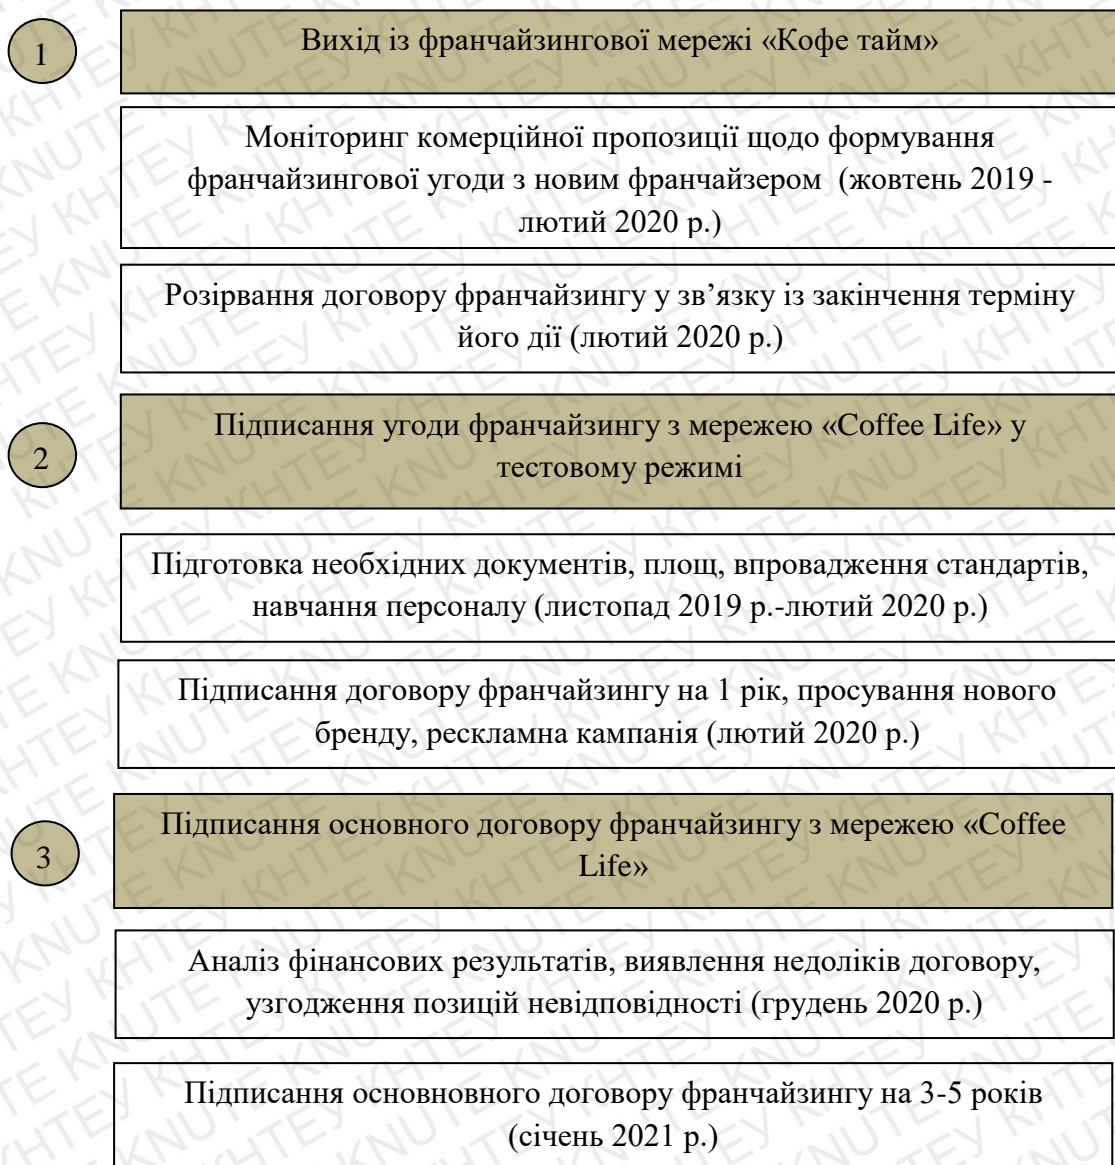 1
Вихід із франчайзингової мережі «Кофе тайм»
Моніторинг комерційної пропозиції щодо формування
франчайзингової угоди з новим франчайзером (жовтень 2019 -
лютий 2020 р.)
Розірвання договору франчайзингу у зв’язку із закінчення терміну
його дії (лютий 2020 р.)
2
Підписання угоди франчайзингу з мережею «Coffee Life» у
тестовому режимі
Підготовка необхідних документів, площ, впровадження стандартів,
навчання персоналу (листопад 2019 р.-лютий 2020 р.)
Підписання договору франчайзингу на 1 рік, просування нового
бренду, рескламна кампанія (лютий 2020 р.)
3
Підписання основного договору франчайзингу з мережею «Coffee
Life»
Аналіз фінансових результатів, виявлення недоліків договору,
узгодження позицій невідповідності (грудень 2020 р.)
Підписання основновного договору франчайзингу на 3-5 років
(січень 2021 р.)